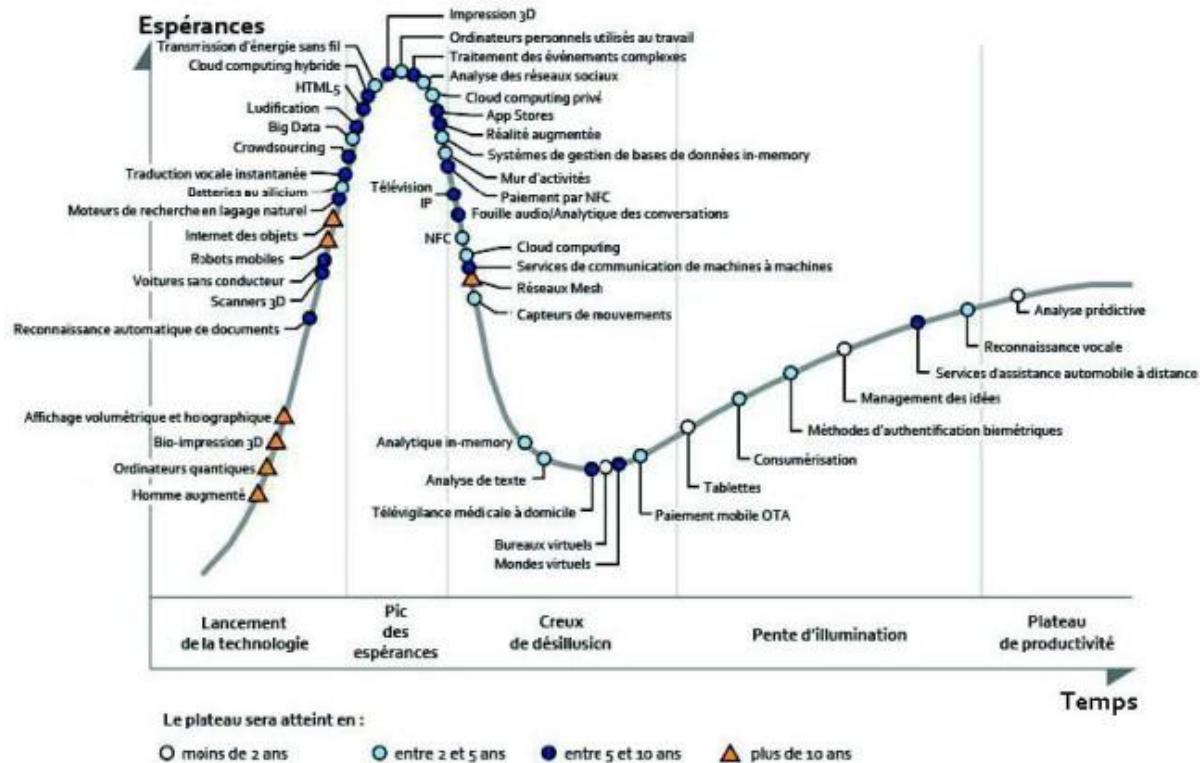 Espérances
Impression 3D
Ordinateurs personnels utilisés au travail
Transmission d'énergie sans fil
Traitement des événements complexes
Cloud computing hybride
Analyse des réseaux sociaux
HTML5
Cloud computing privé
Ludification
App Stores
Big Data
Réalité augmentée
Crowdsourcing
Systèmes de gestien de bases de données in-memory
Traduction vocale instantanée
Mur d'activités
Batteries au silicium
Télévision
IP
Paiement par NFC
Moteurs de recherche en lagage naturel
Fouille audio/Analytique des conversations
Internet des objets
NFC
Cloud computing
Robots mobiles
Services de communication de machines à machines
Voitures sans conducteur
Réseaux Mesh
Scanners 3D
Capteurs de mouvements
Reconnaissance automatique de documents
Analyse prédictive
Reconnaissance vocale
Services d'assistance automobile à distance
Management des idées
Affichage volumétrique et holographique
Méthodes d'authentification biométriques
Bio-impression 3D
Analytique in-memory
Consumérisation
Ordinateurs quantiques
Analyse de texte
Tablettes
Homme augmenté
Télévigilance médicale à domicile
Paiement mobile OTA
Bureaux virtuels
Mondes virtuels
Lancement
de la technologie
Pic
des
espérances
Creux
de désillusion
Pente d'illumination
Plateau
de productivité
Temps
Le plateau sera atteint en :
moins de 2 ans
entre 2 et 5 ans
entre 5 et 10 ans
plus de 10 ans